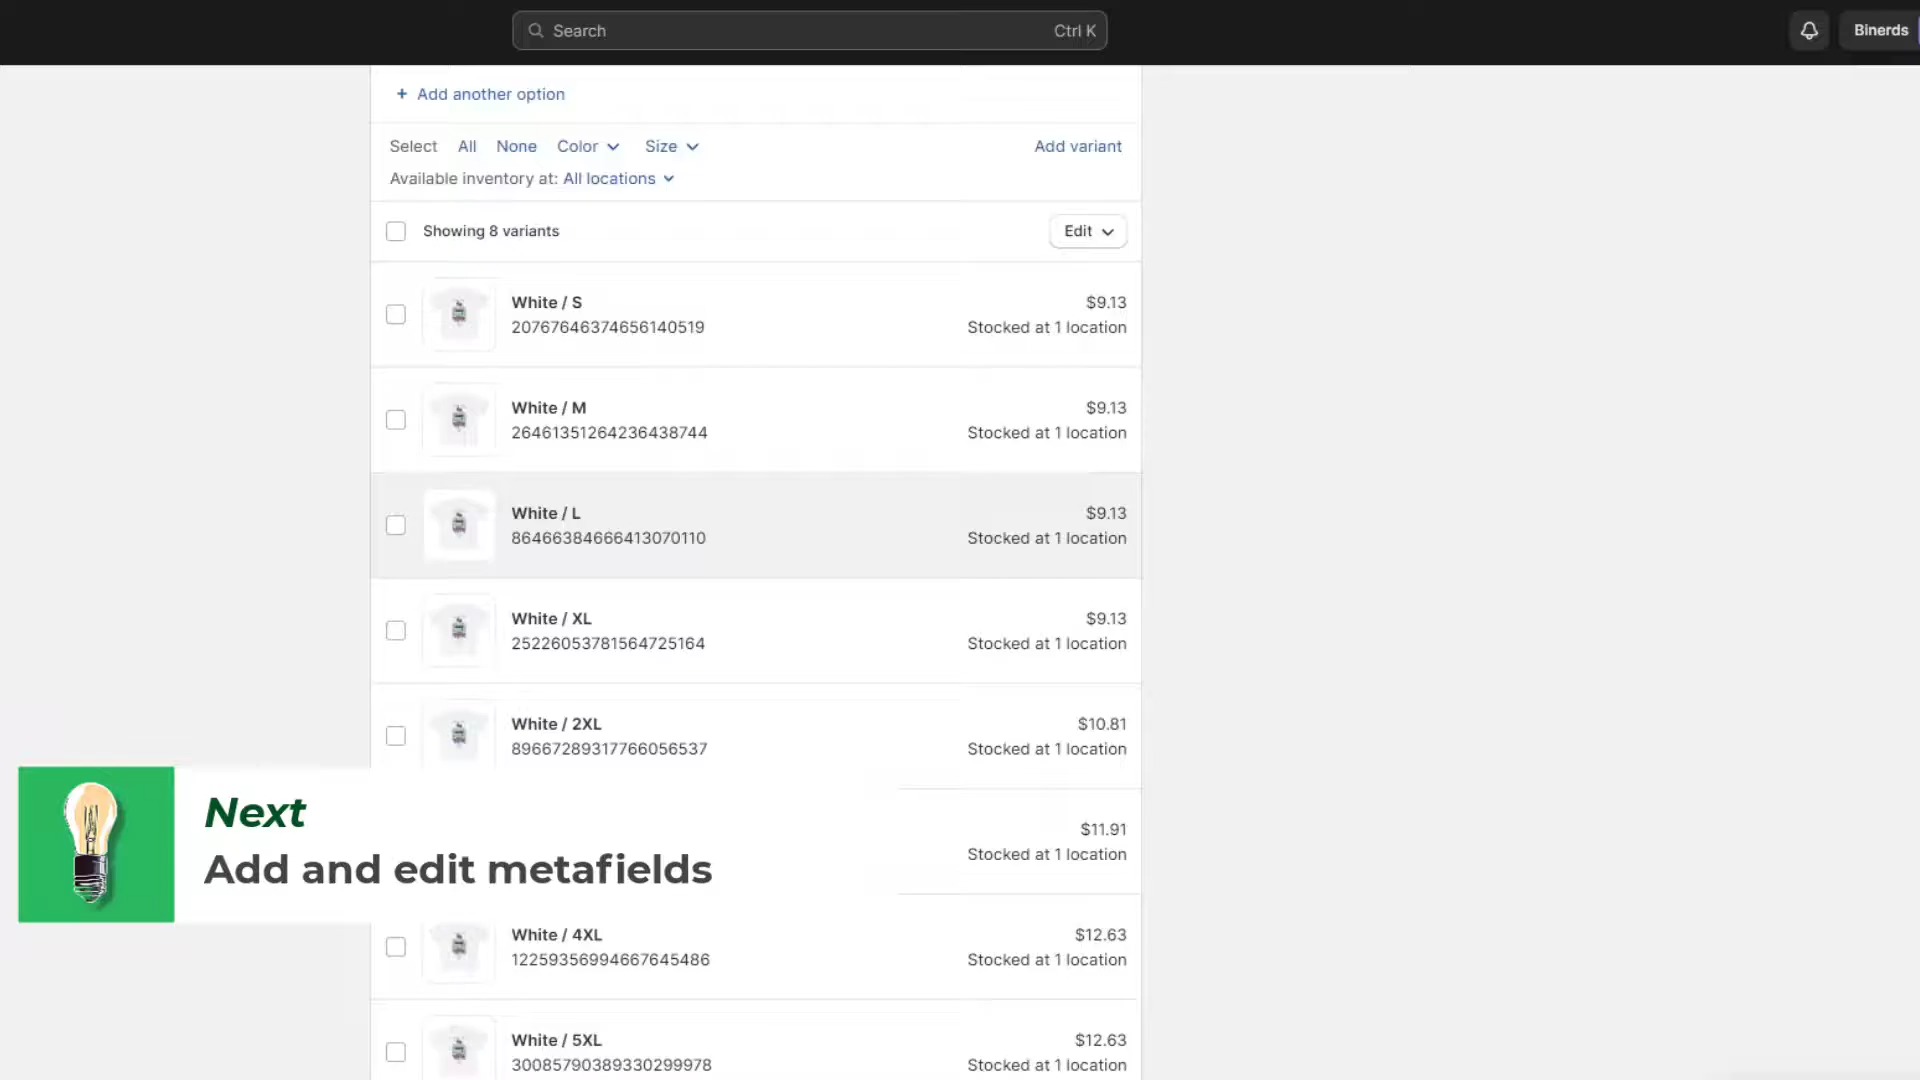 Search Ctrl K
Binerds
+ Add another option
Select All None Color Size Add variant
Available inventory at: All locations
Showing 8 variants Edit
White / S $9.13
20767646374656140519 Stocked at 1 location
White / M $9.13
26461351264236438744 Stocked at 1 location
White / L $9.13
86466384666413070110 Stocked at 1 location
White / XL $9.13
25226053781564725164 Stocked at 1 location
White / 2XL $10.81
89667289317766056537 Stocked at 1 location
Next
Add and edit metafields
$11.91
Stocked at 1 location
White / 4XL $12.63
12259356994667645486 Stocked at 1 location
White / 5XL $12.63
30085790389330299978 Stocked at 1 location